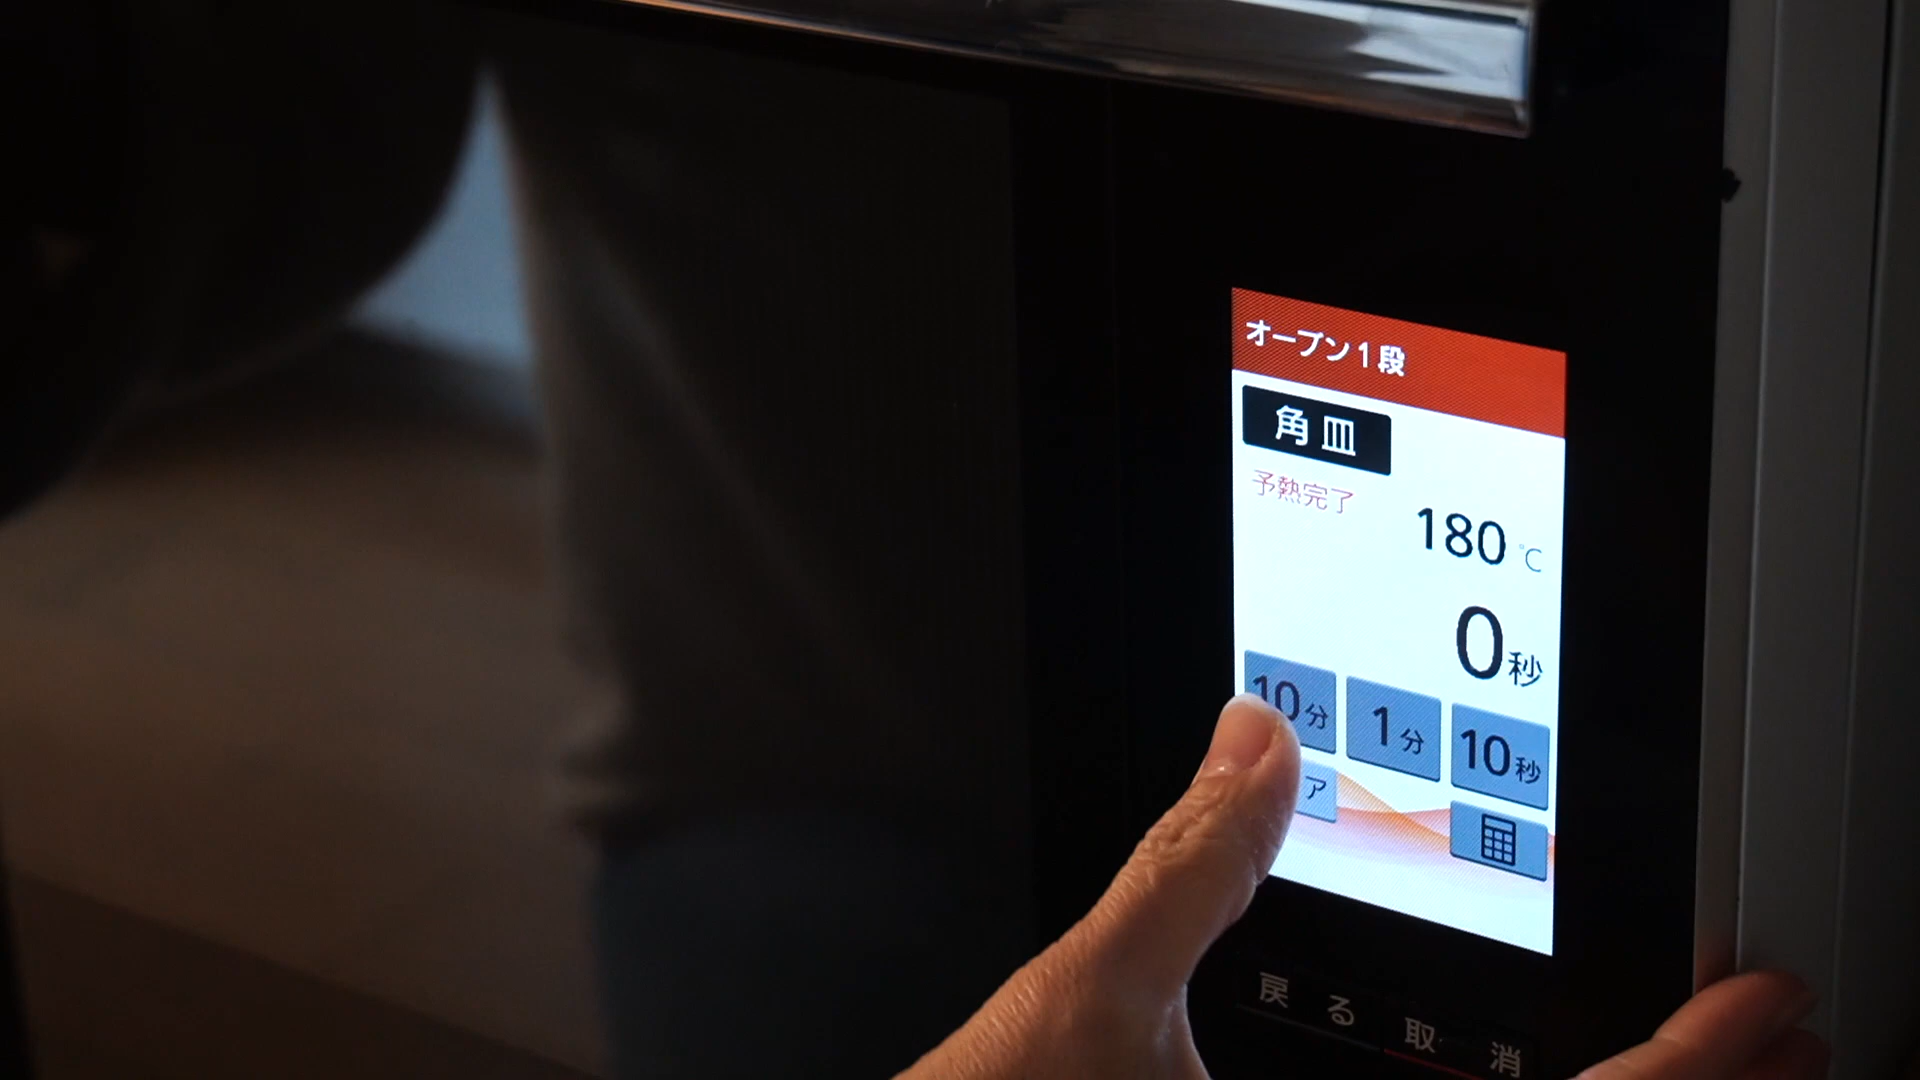 オーブン1段
角皿
予熱完了
180℃
0秒
10分 1分 10秒
ア
戻る 取消